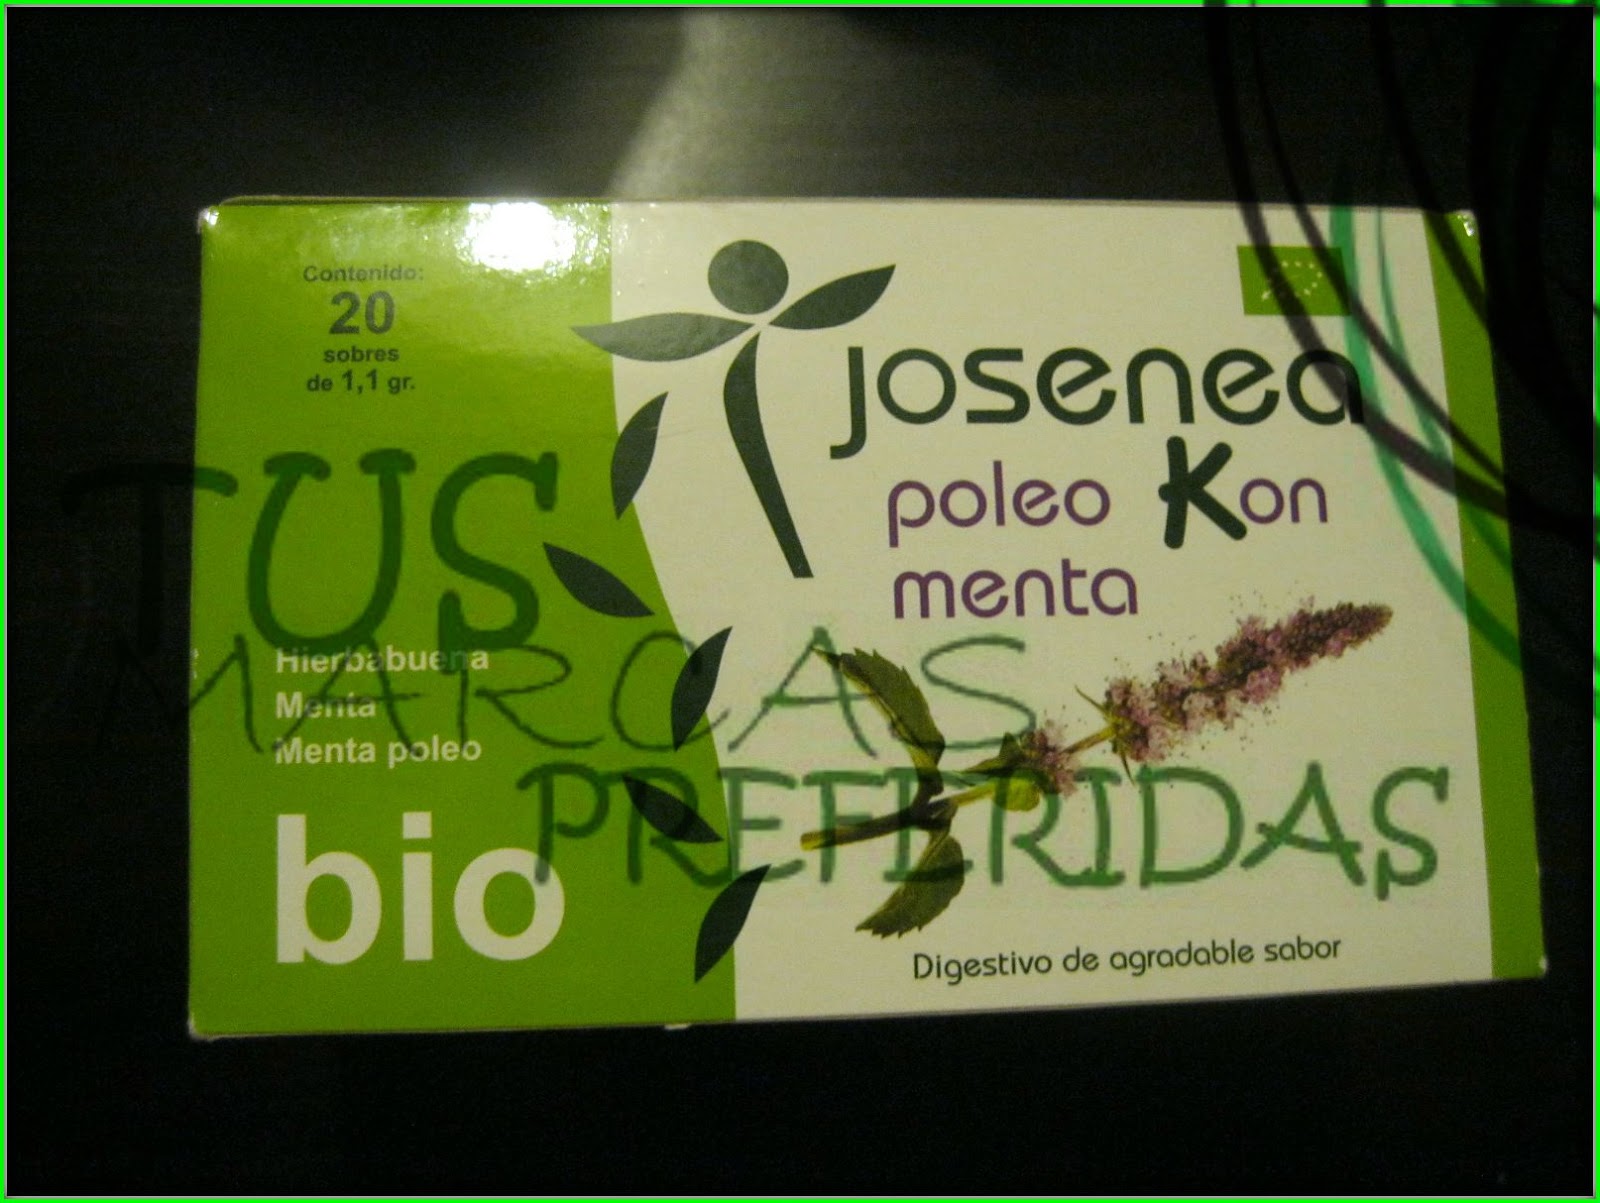 Contenido:
20
sobres
de 1,1 gr.
josenea
poleo Kon
menta
TUS
MARCAS
PREFERIDAS
Hierbabuena
Menta
Menta poleo
bio
Digestivo de agradable sabor